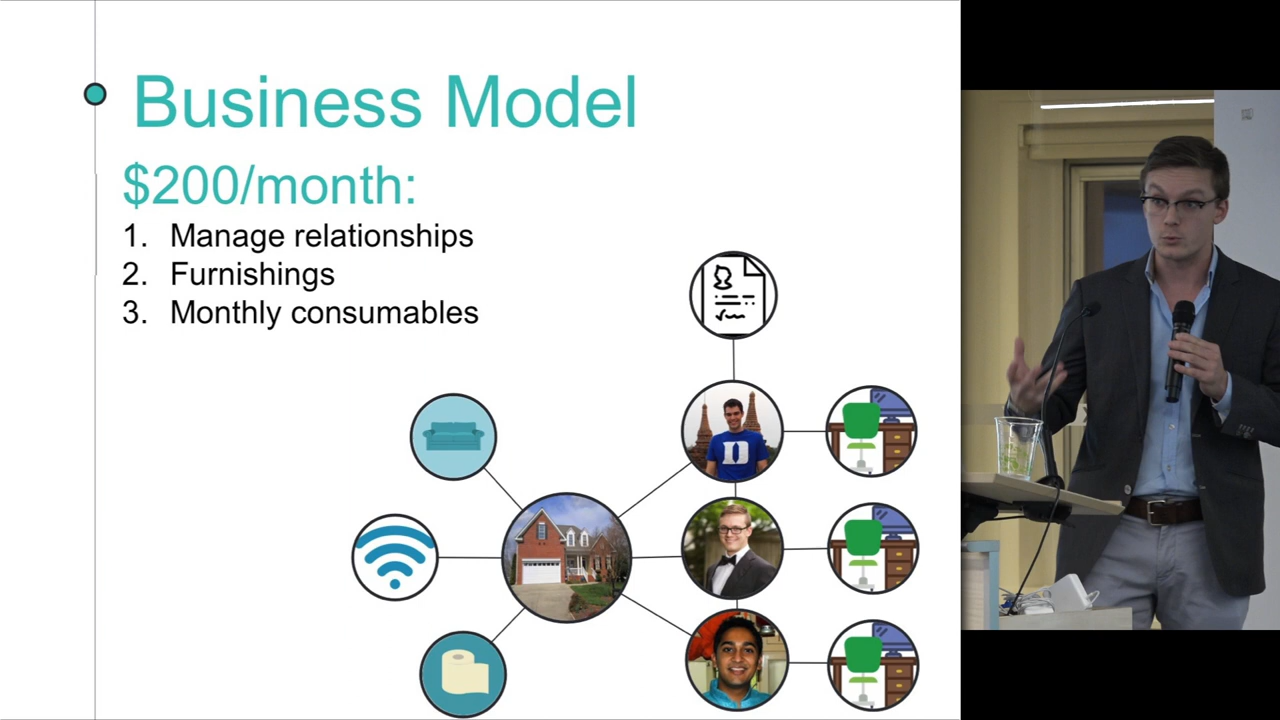 Business Model
$200/month:
1. Manage relationships
2. Furnishings
3. Monthly consumables
D